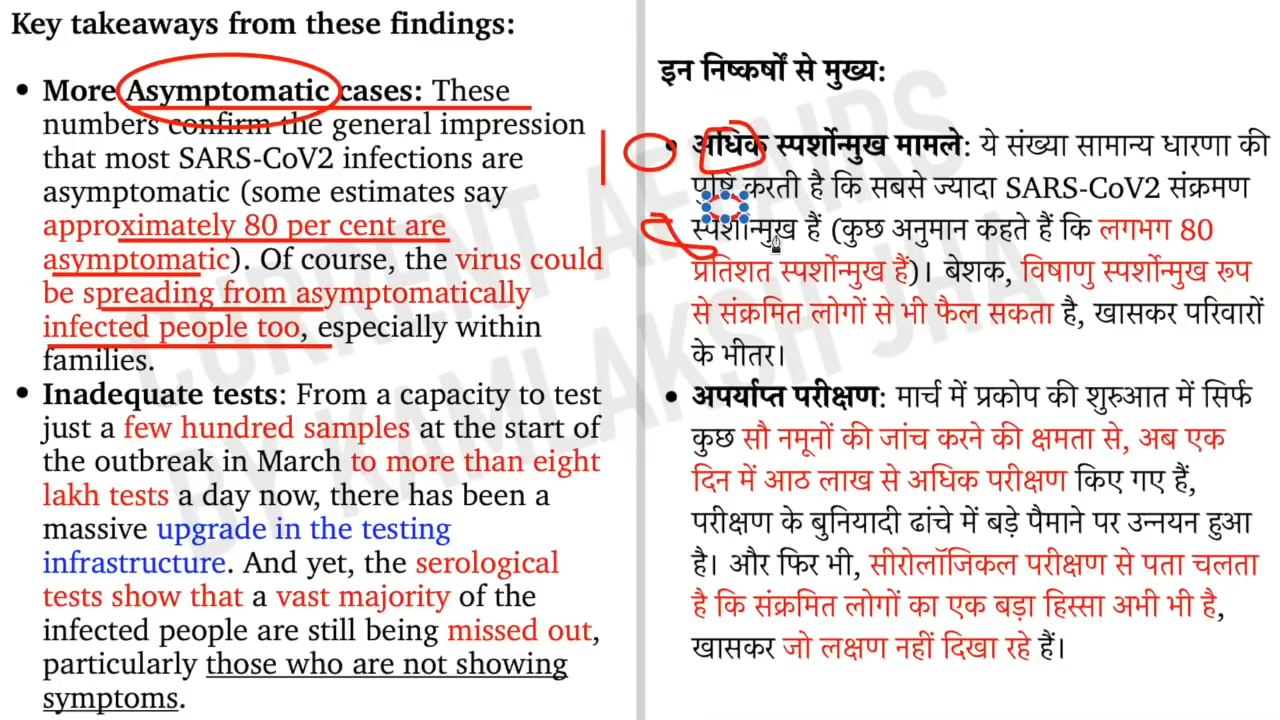 Key takeaways from these findings:
• More Asymptomatic cases: These
numbers confirm the general impression
that most SARS-CoV2 infections are
asymptomatic (some estimates say
approximately 80 per cent are
asymptomatic). Of course, the virus could
be spreading from asymptomatically
infected people too, especially within
families.
• Inadequate tests: From a capacity to test
just a few hundred samples at the start of
the outbreak in March to more than eight
lakh tests a day now, there has been a
massive upgrade in the testing
infrastructure. And yet, the serological
tests show that a vast majority of the
infected people are still being missed out,
particularly those who are not showing
symptoms.
इन निष्कर्षों से मुख्य:
• अधिक स्पर्शोन्मुख मामले: ये संख्या सामान्य धारणा की
पुष्टि करती है कि सबसे ज्यादा SARS-CoV2 संक्रमण
स्पर्शोन्मुख हैं (कुछ अनुमान कहते हैं कि लगभग 80
प्रतिशत स्पर्शोन्मुख हैं)। बेशक, विषाणु स्पर्शोन्मुख रूप
से संक्रमित लोगों से भी फैल सकता है, खासकर परिवारों
के भीतर।
• अपर्याप्त परीक्षण: मार्च में प्रकोप की शुरुआत में सिर्फ
कुछ सौ नमूनों की जांच करने की क्षमता से, अब एक
दिन में आठ लाख से अधिक परीक्षण किए गए हैं,
परीक्षण के बुनियादी ढांचे में बड़े पैमाने पर उन्नयन हुआ
है। और फिर भी, सीरोलॉजिकल परीक्षण से पता चलता
है कि संक्रमित लोगों का एक बड़ा हिस्सा अभी भी है,
खासकर जो लक्षण नहीं दिखा रहे हैं।
CURRENT AFFAIRS
BY KAMLAKSH JHA